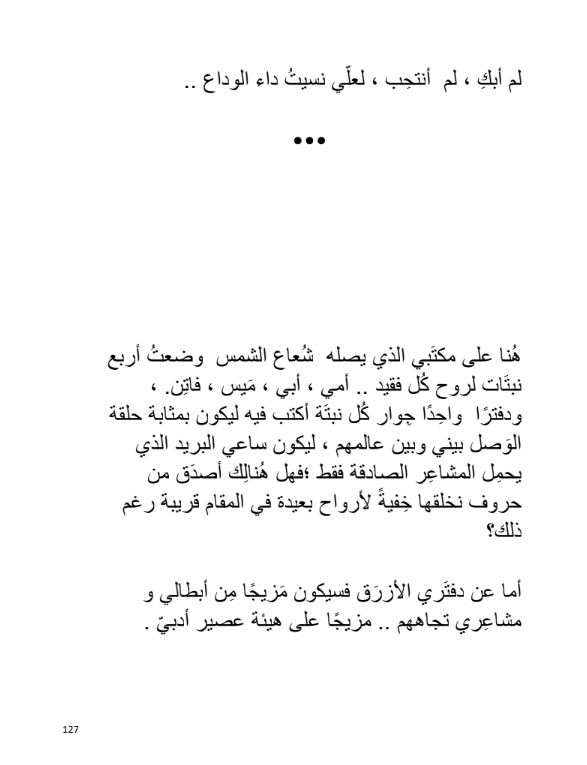 لم أبكِ ، لم أنتحِب ، لعلّي نسيتُ داء الوداع ..
•••
هُنا على مكتَبي الذي يصله شُعاع الشمس وضعتُ أربع
نبتَات لروح كُل فقيد .. أمي ، أبي ، مَيس ، فاتِن. ،
ودفترًا واحِدًا جِوار كُل نبتَة أكتب فيه ليكون بمثابة حلقة
الوَصل بيني وبين عالمهم ، ليكون ساعي البريد الذي
يحمِل المشاعِر الصادقة فقط ؛فهل هُنالِك أصدَق من
حروف نخلقها خِفيةً لأرواح بعيدة في المقام قريبة رغم
ذلك؟
أما عن دفتَري الأزرَق فسيكون مَزيجًا مِن أبطالي و
مشاعِري تجاههم .. مزيجًا على هيئة عصير أدبيّ .
127